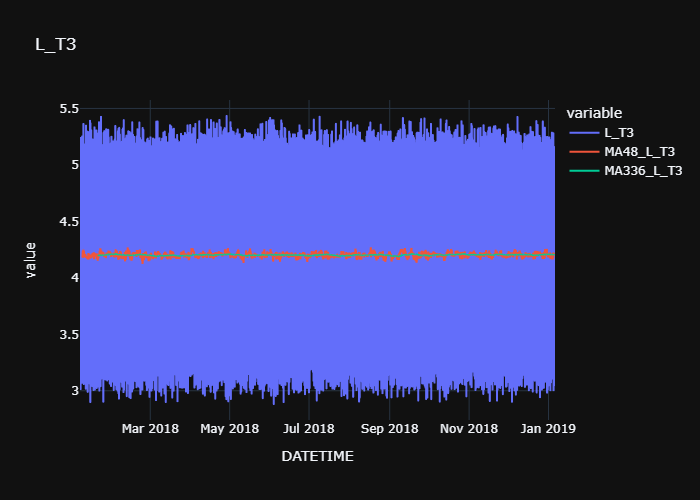 L_T3
5.5
5
4.5
4
3.5
3
value
Mar 2018
May 2018
Jul 2018
Sep 2018
Nov 2018
Jan 2019
DATETIME
variable
L_T3
MA48_L_T3
MA336_L_T3